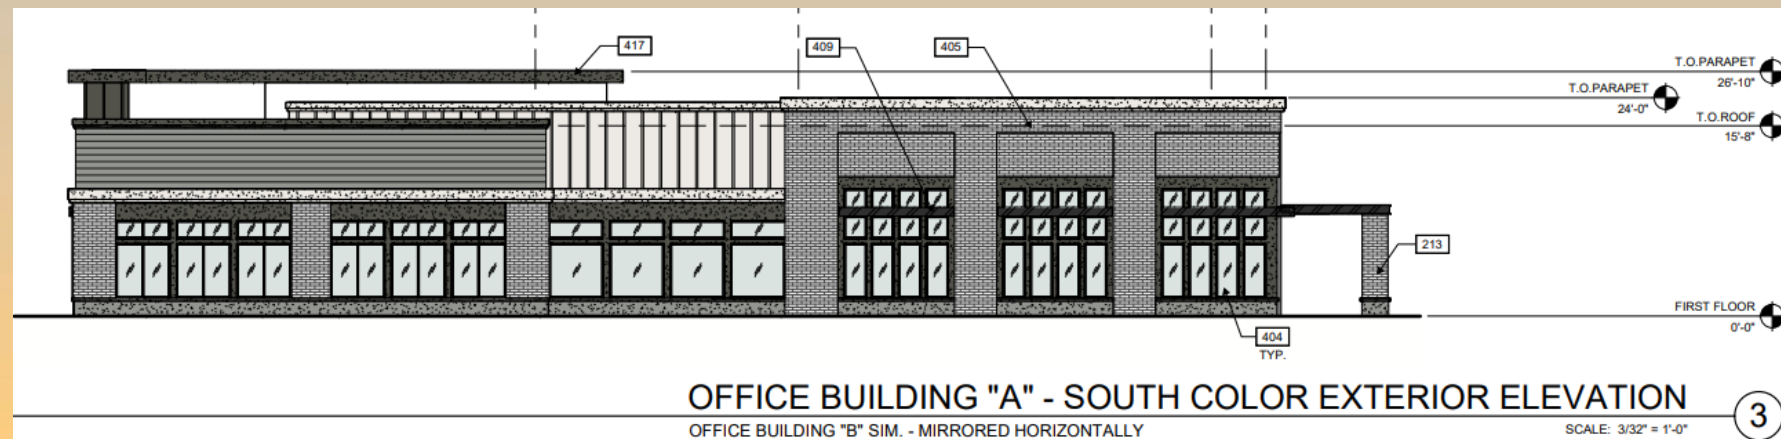 417
409
405
T.O.PARAPET
26'-10"
T.O.PARAPET
24'-0"
T.O.ROOF
15'-8"
213
FIRST FLOOR
0'-0"
404
TYP.
OFFICE BUILDING "A" - SOUTH COLOR EXTERIOR ELEVATION
3
OFFICE BUILDING "B" SIM. - MIRRORED HORIZONTALLY
SCALE: 3/32" = 1'-0"